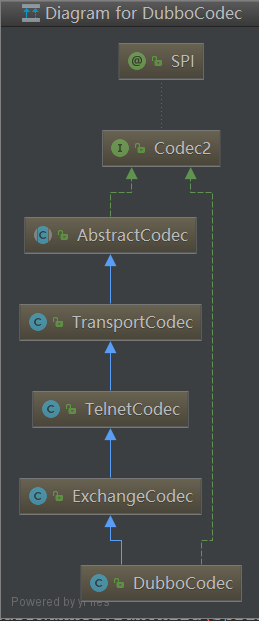 Diagram for DubboCodec
@ SPI
I Codec2
C AbstractCodec
C TransportCodec
C TelnetCodec
C ExchangeCodec
C DubboCodec
Powered by yFiles